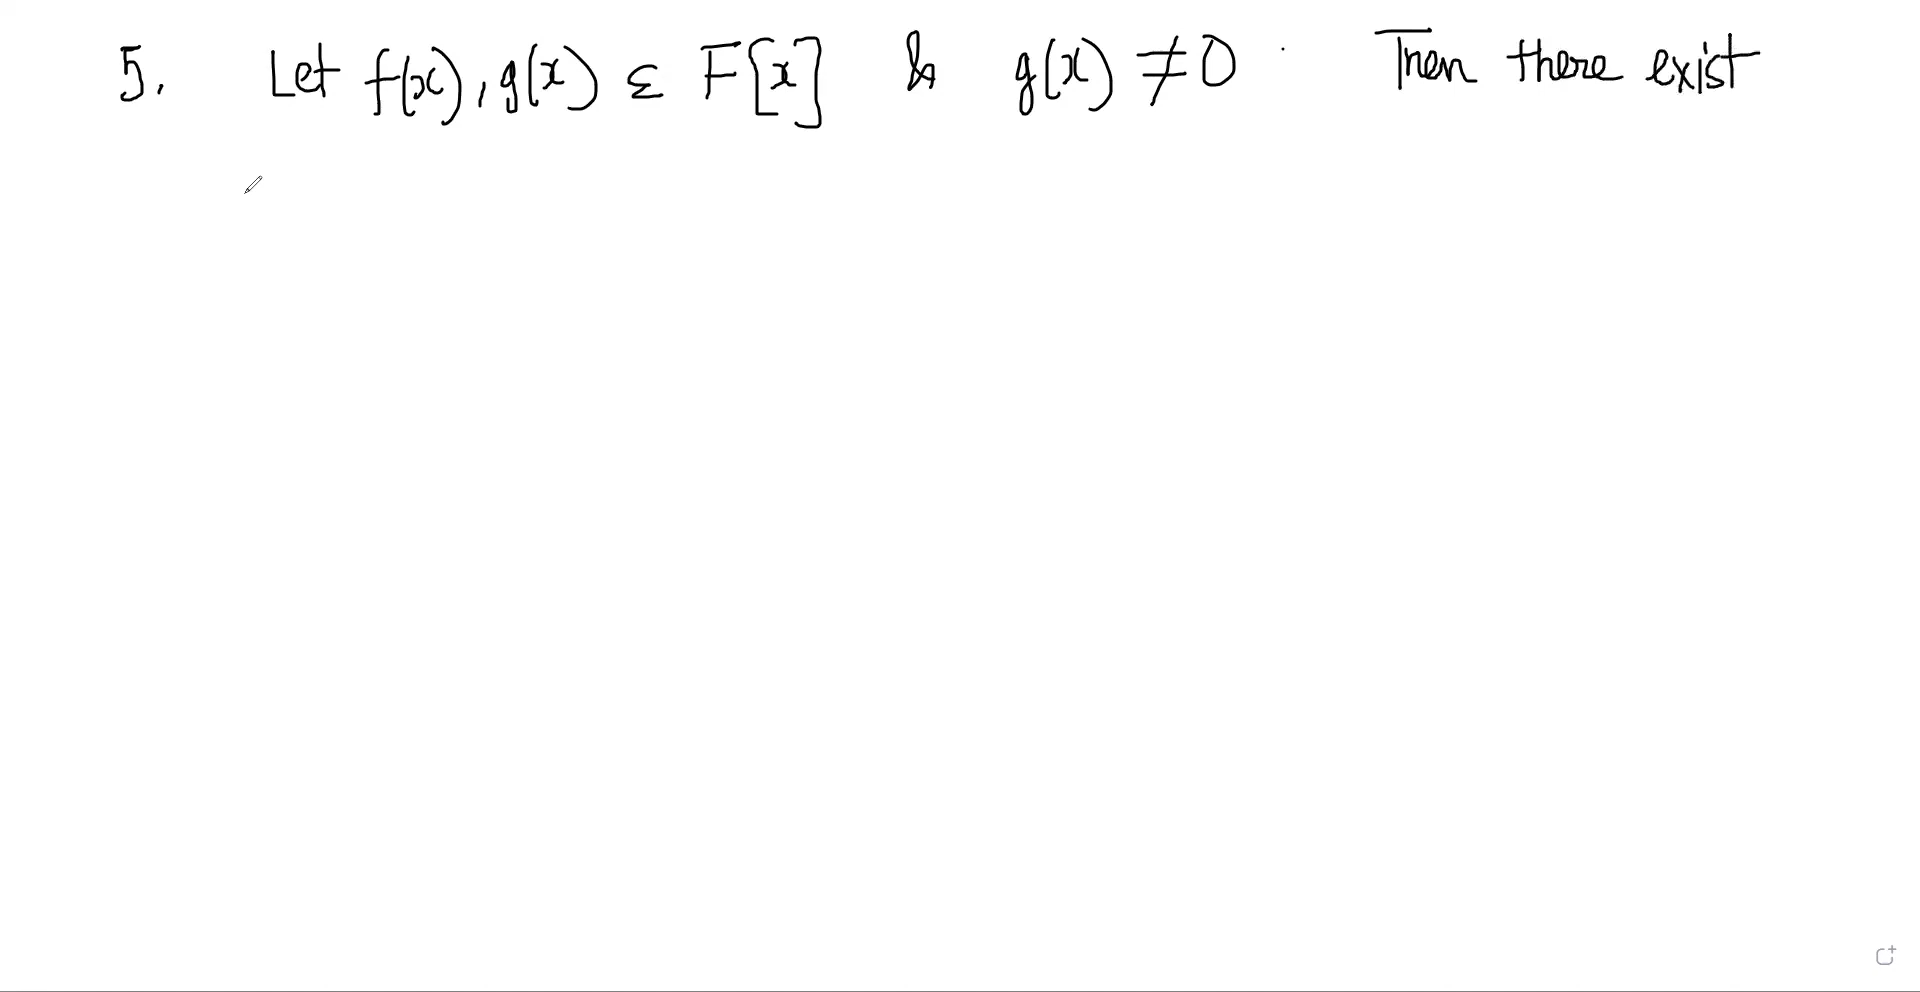 5. Let f(x), g(x) ε F[x] & g(x) ≠ 0. Then there exist